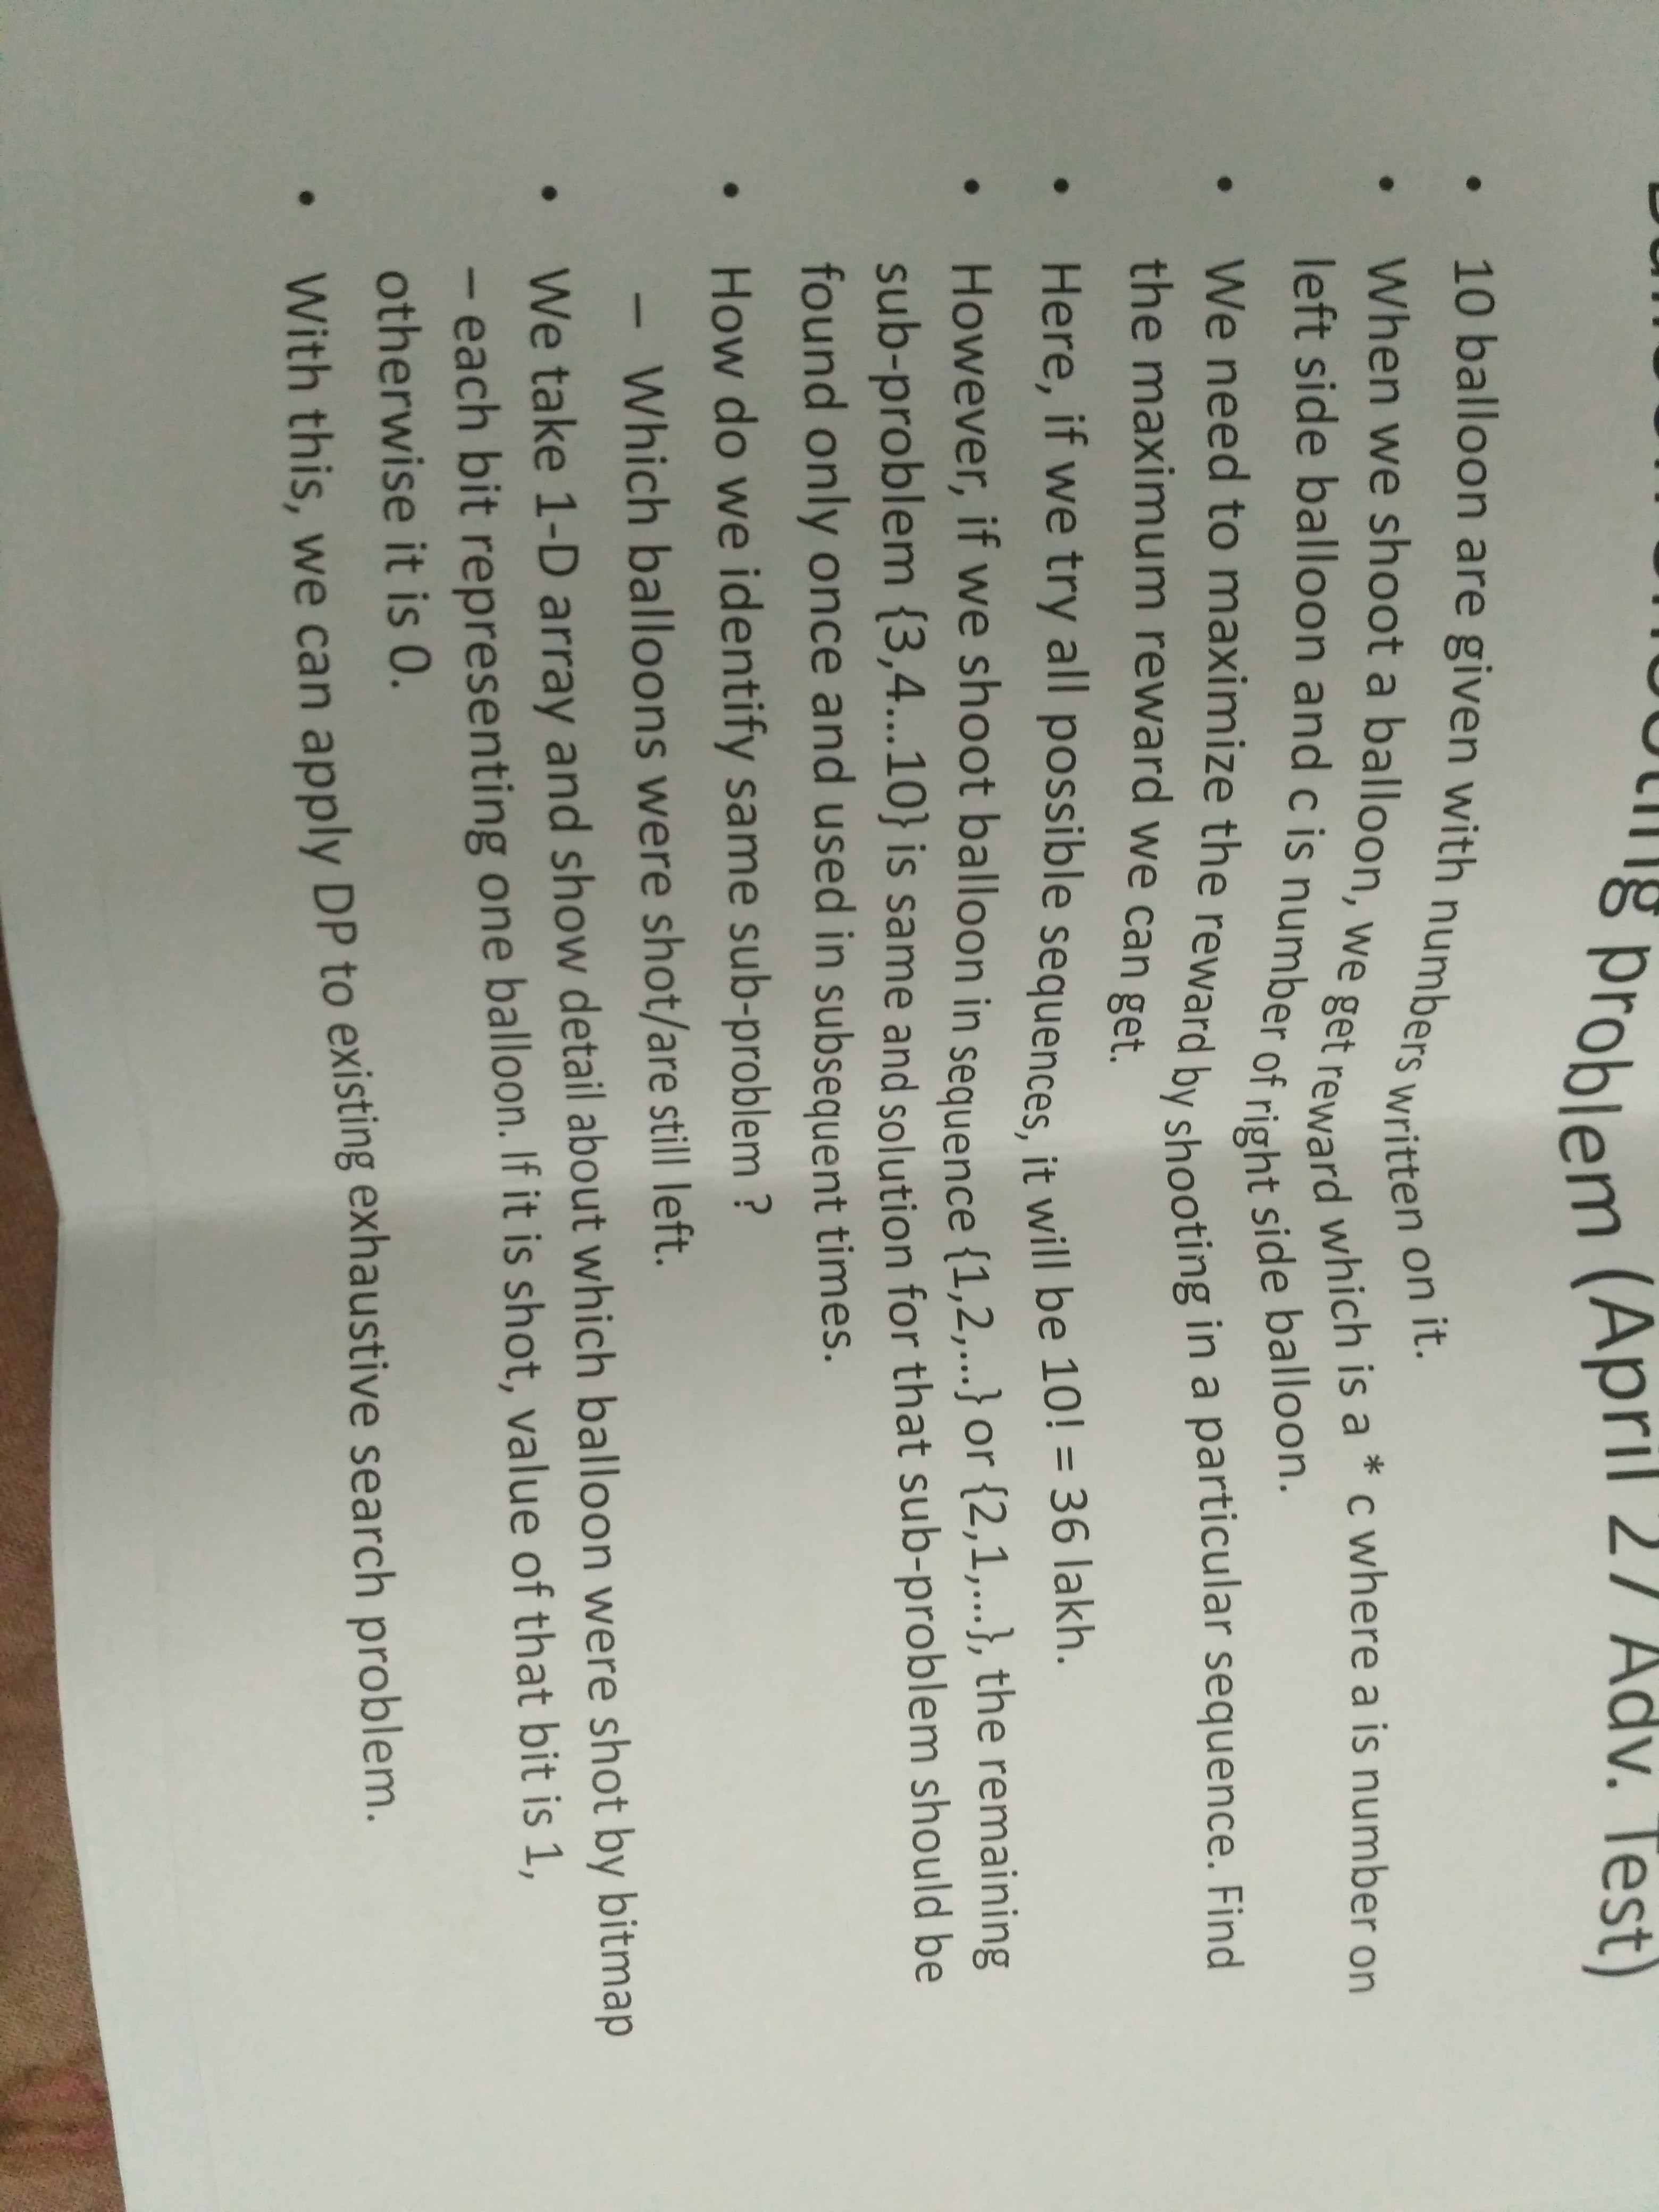 Balloon Shooting problem (April 27 Adv. Test)
• 10 balloon are given with numbers written on it.
• When we shoot a balloon, we get reward which is a * c where a is number on
left side balloon and c is number of right side balloon.
• We need to maximize the reward by shooting in a particular sequence. Find
the maximum reward we can get.
• Here, if we try all possible sequences, it will be 10! = 36 lakh.
• However, if we shoot balloon in sequence {1,2,...} or {2,1,...}, the remaining
sub-problem {3,4...10} is same and solution for that sub-problem should be
found only once and used in subsequent times.
• How do we identify same sub-problem ?
– Which balloons were shot/are still left.
• We take 1-D array and show detail about which balloon were shot by bitmap
– each bit representing one balloon. If it is shot, value of that bit is 1,
otherwise it is 0.
• With this, we can apply DP to existing exhaustive search problem.